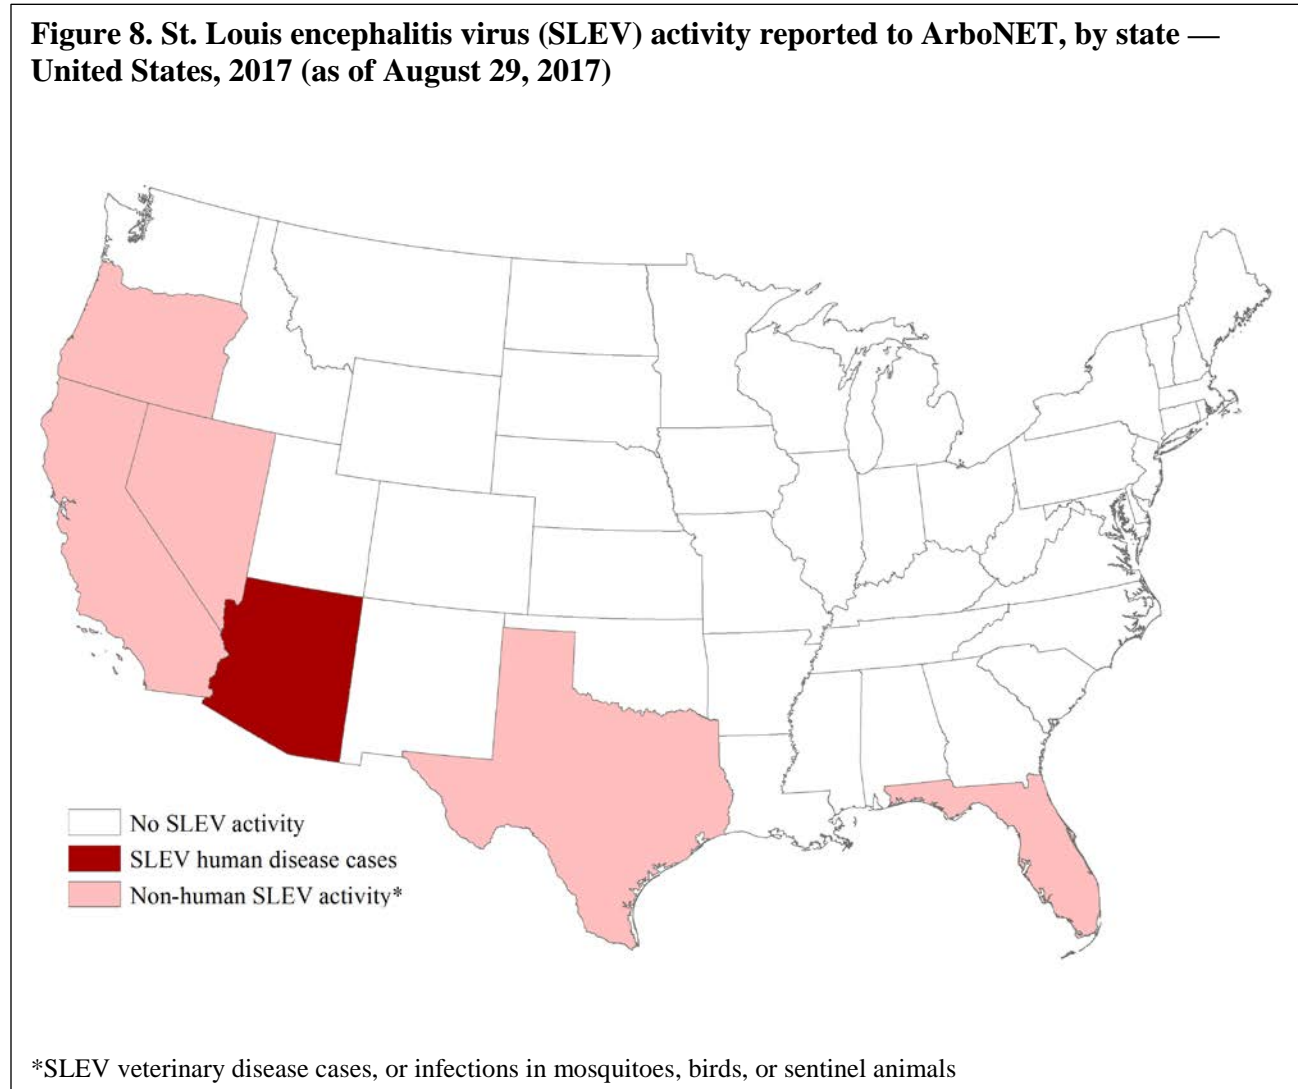 Figure 8. St. Louis encephalitis virus (SLEV) activity reported to ArboNET, by state —
United States, 2017 (as of August 29, 2017)
No SLEV activity
SLEV human disease cases
Non-human SLEV activity*
*SLEV veterinary disease cases, or infections in mosquitoes, birds, or sentinel animals